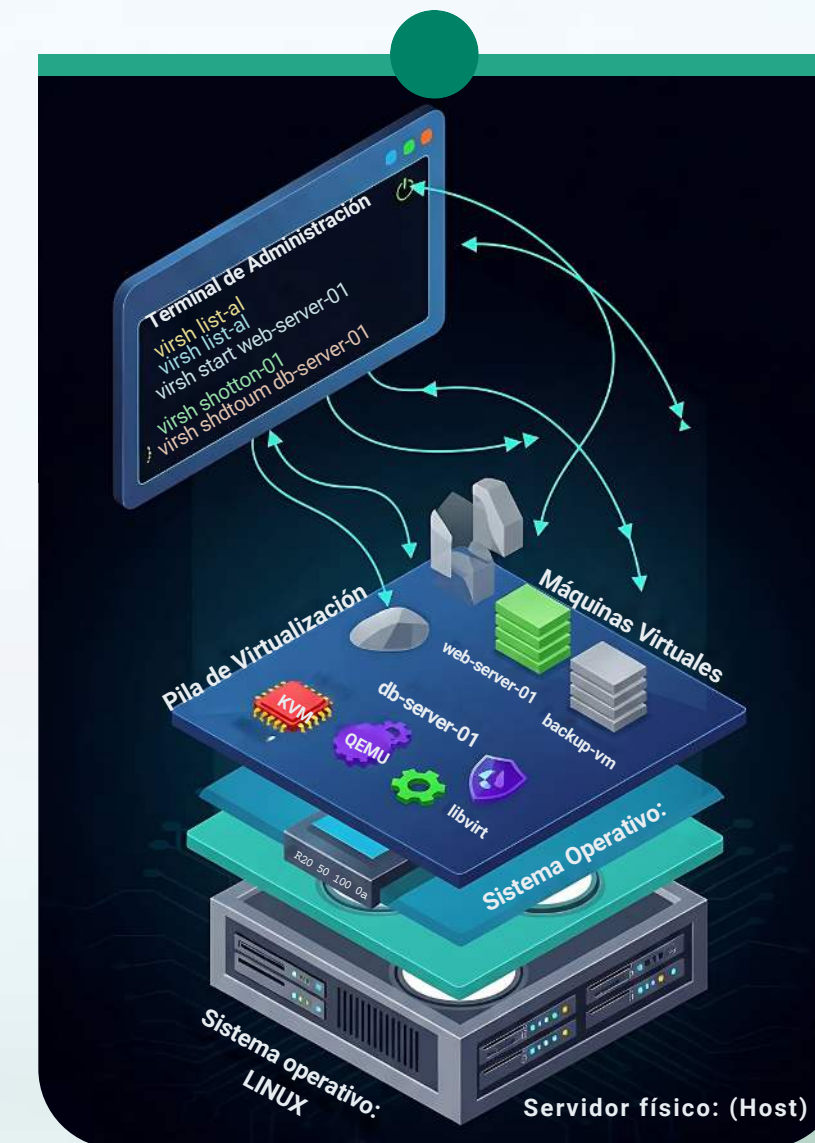 Terminal de Administración
virsh list-al
virsh list-al
virsh start web-server-01
virsh shotton-01
virsh shdtoum db-server-01
Pila de Virtualización
Máquinas Virtuales
web-server-01
backup-vm
db-server-01
KVM
QEMU
libvirt
Sistema Operativo:
R20 50 100 0a
Sistema operativo:
LINUX
Servidor físico: (Host)